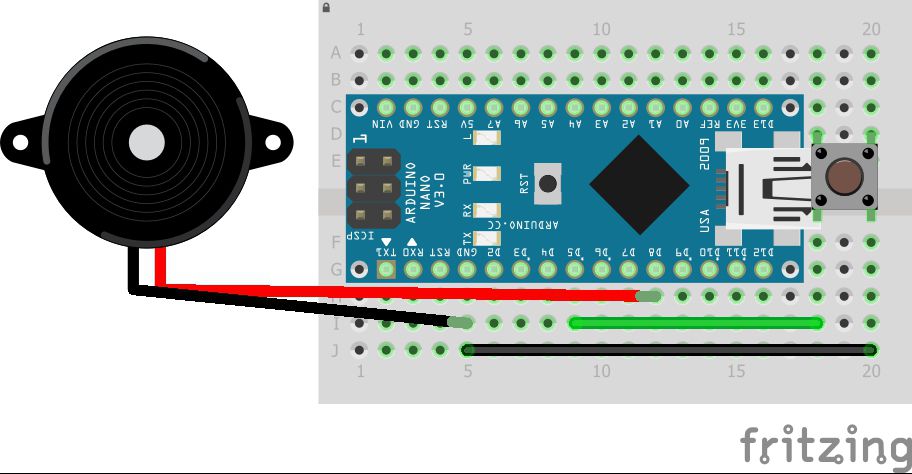 1 5 10 15 20
A
B
C
VIN GND RST 5V A7 A6 A5 A4 A3 A2 A1 A0 REF 3V3 D13
D
1 L 2009
E
PWR RST
ARDUINO
NANO
V3.0
RX
ARDUINO.CC
USA
TX
ICSP
F
TX1 RX0 RST GND D2 D3 D4 D5 D6 D7 D8 D9 D10 D11 D12
G
H
I
J
1 5 10 15 20
fritzing